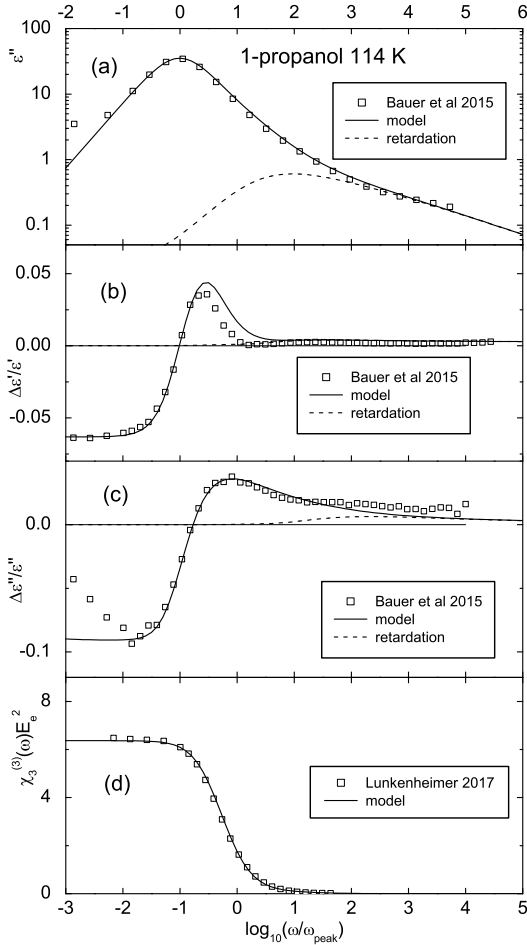 -3 -2 -1 0 1 2 3 4 5 6
100
10
1
0.1
ε''
(a)
1-propanol 114 K
Bauer et al 2015
model
retardation
0.05
0.00
-0.05
Δε'/ε'
(b)
Bauer et al 2015
model
retardation
0.0
-0.1
Δε''/ε''
(c)
Bauer et al 2015
model
retardation
8
4
0
χ₃⁽³⁾(ω)Eₑ²
(d)
Lunkenheimer 2017
model
-3 -2 -1 0 1 2 3 4 5
log₁₀(ω/ω_peak)